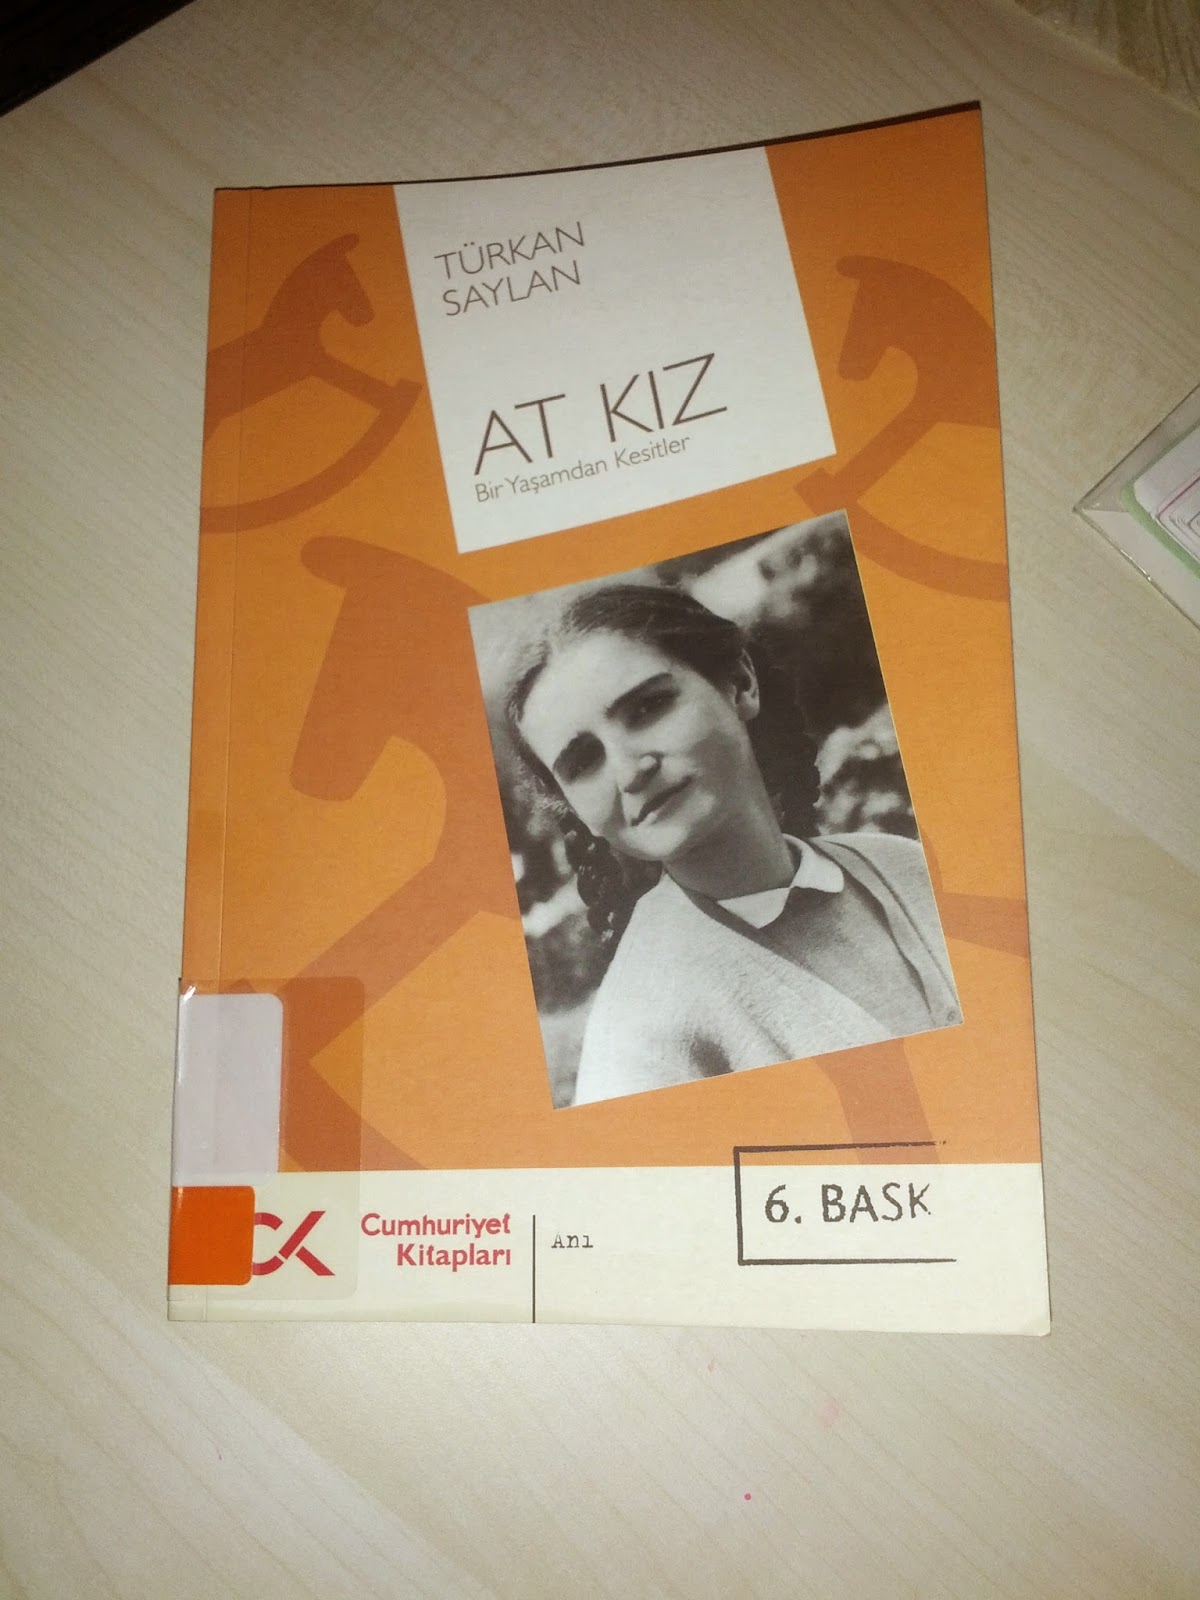 TÜRKAN
SAYLAN
AT KIZ
Bir Yaşamdan Kesitler
6. BASK
Cumhuriyet
Kitapları
Anı